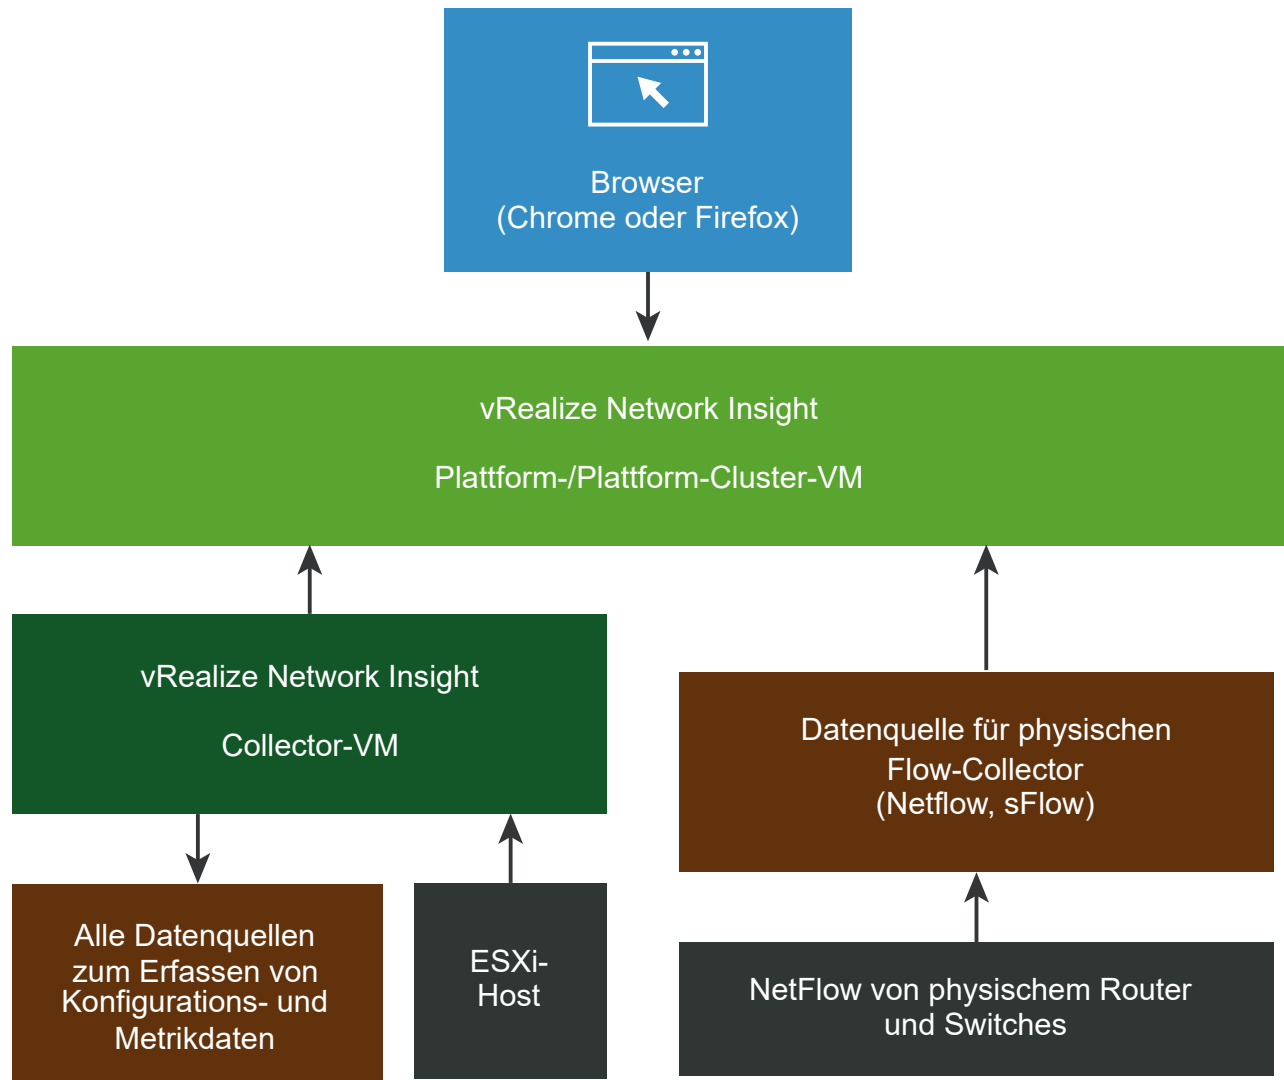 Browser
(Chrome oder Firefox)
vRealize Network Insight
Plattform-/Plattform-Cluster-VM
vRealize Network Insight
Collector-VM
Datenquelle für physischen
Flow-Collector
(Netflow, sFlow)
Alle Datenquellen
zum Erfassen von
Konfigurations- und
Metrikdaten
ESXi-
Host
NetFlow von physischem Router
und Switches